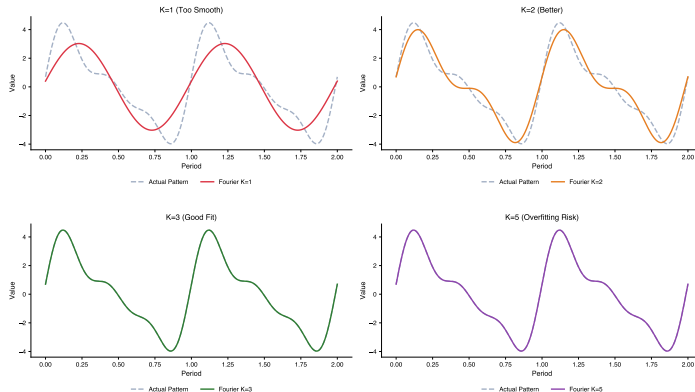 K=1 (Too Smooth)
Value
4
2
0
−2
−4
0.00 0.25 0.50 0.75 1.00 1.25 1.50 1.75 2.00
Period
Actual Pattern Fourier K=1
K=2 (Better)
Value
4
2
0
−2
−4
0.00 0.25 0.50 0.75 1.00 1.25 1.50 1.75 2.00
Period
Actual Pattern Fourier K=2
K=3 (Good Fit)
Value
4
2
0
−2
−4
0.00 0.25 0.50 0.75 1.00 1.25 1.50 1.75 2.00
Period
Actual Pattern Fourier K=3
K=5 (Overfitting Risk)
Value
4
2
0
−2
−4
0.00 0.25 0.50 0.75 1.00 1.25 1.50 1.75 2.00
Period
Actual Pattern Fourier K=5